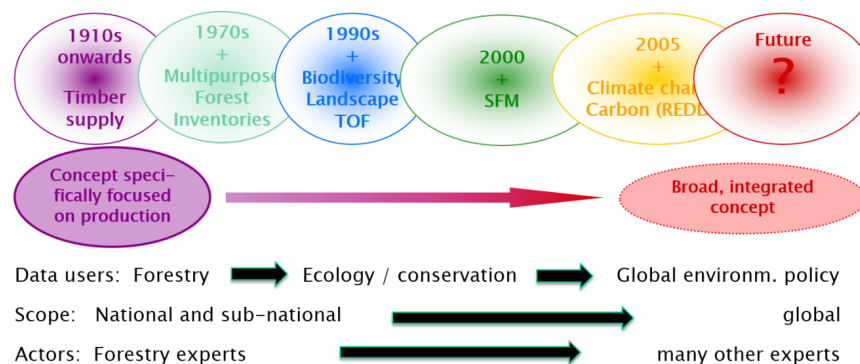 1910s
onwards
Timber
supply
1970s
+
Multipurpose
Forest
Inventories
1990s
+
Biodiversity
Landscape
TOF
2000
+
SFM
2005
+
Climate chan
Carbon (REDD
Future
?
Concept speci-
fically focused
on production
Broad, integrated
concept
Data users: Forestry Ecology / conservation Global environm. policy
Scope: National and sub-national global
Actors: Forestry experts many other experts